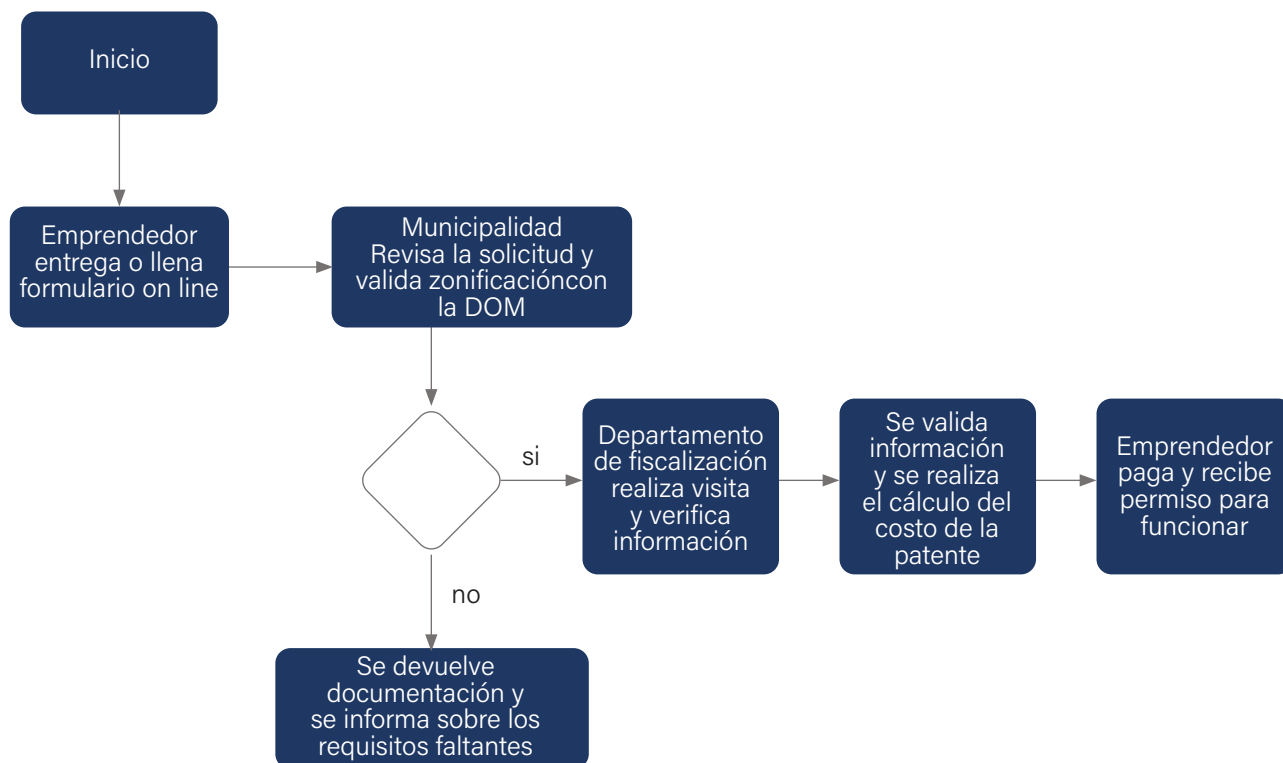 Inicio
Emprendedor
entrega o llena
formulario on line
Municipalidad
Revisa la solicitud y
valida zonificacióncon
la DOM
si
Departamento
de fiscalización
realiza visita
y verifica
información
Se valida
información
y se realiza
el cálculo del
costo de la
patente
Emprendedor
paga y recibe
permiso para
funcionar
no
Se devuelve
documentación y
se informa sobre los
requisitos faltantes